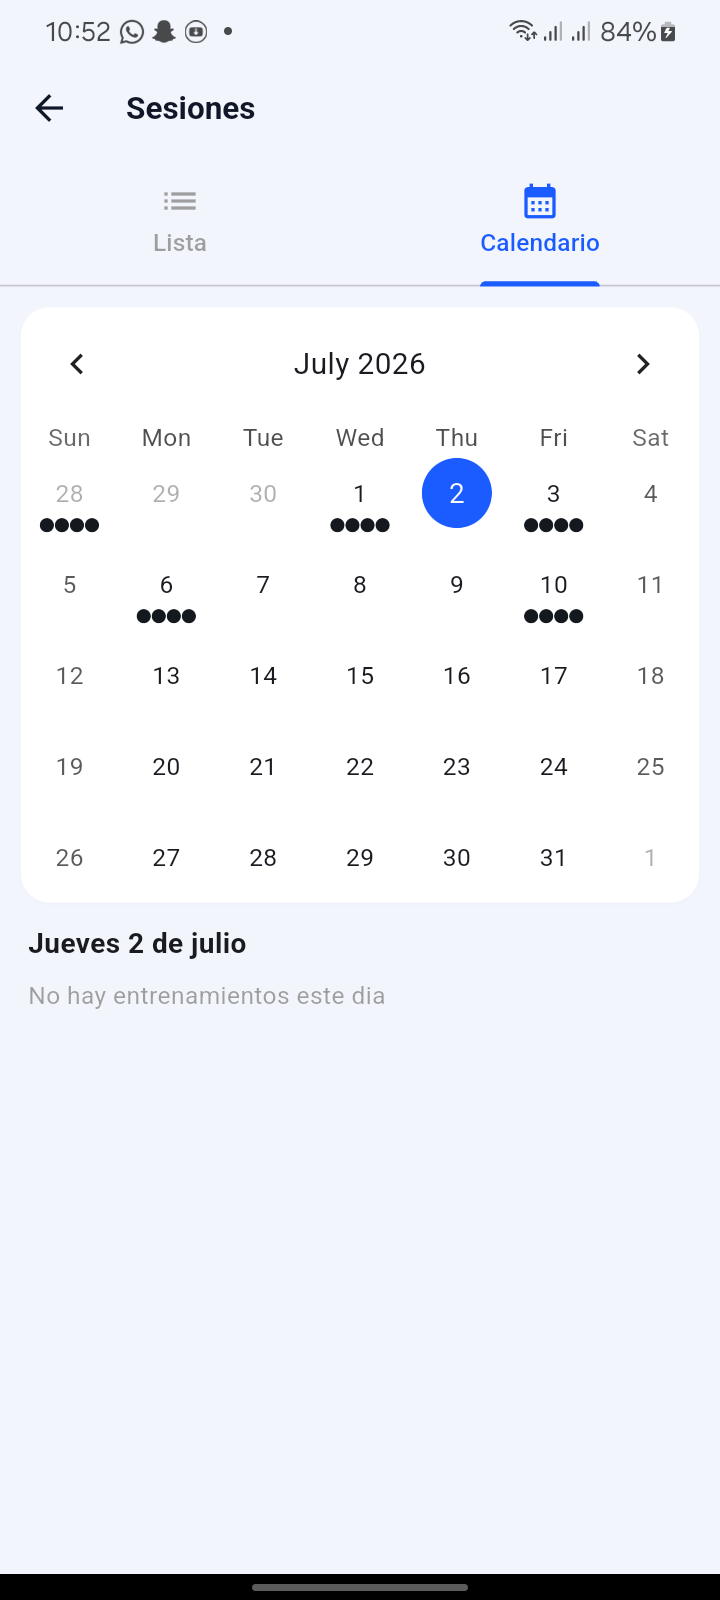 10:52 84%
Sesiones
Lista Calendario
July 2026
Sun Mon Tue Wed Thu Fri Sat
28 29 30 1 2 3 4
5 6 7 8 9 10 11
12 13 14 15 16 17 18
19 20 21 22 23 24 25
26 27 28 29 30 31 1
Jueves 2 de julio
No hay entrenamientos este dia